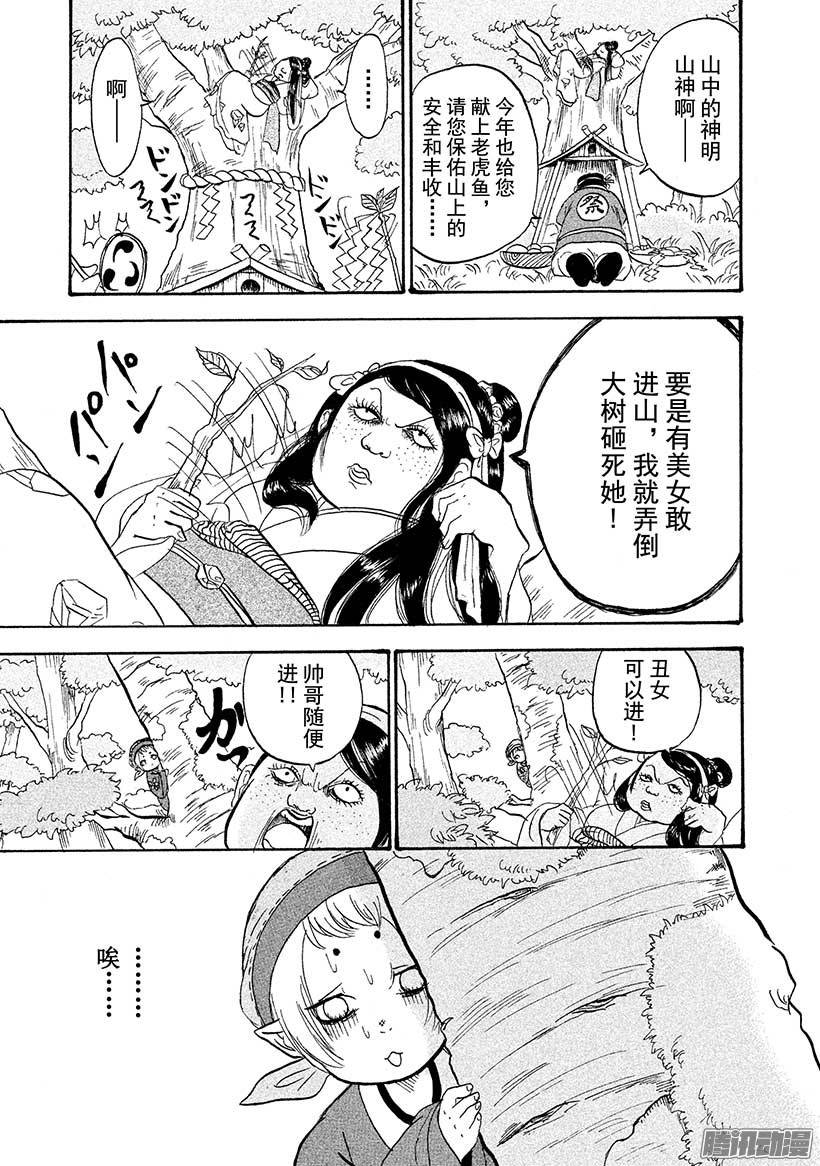 山中的神明
山神啊——
祭
今年也给您
献上老虎鱼，
请您保佑山上的
安全和丰收……
……
啊——
ドンドン
ドンドン
要是有美女敢
进山，我就弄倒
大树砸死她！
パンパン
丑女
可以进！
帅哥随便
进!!
がっ
………
唉……
腾讯动漫